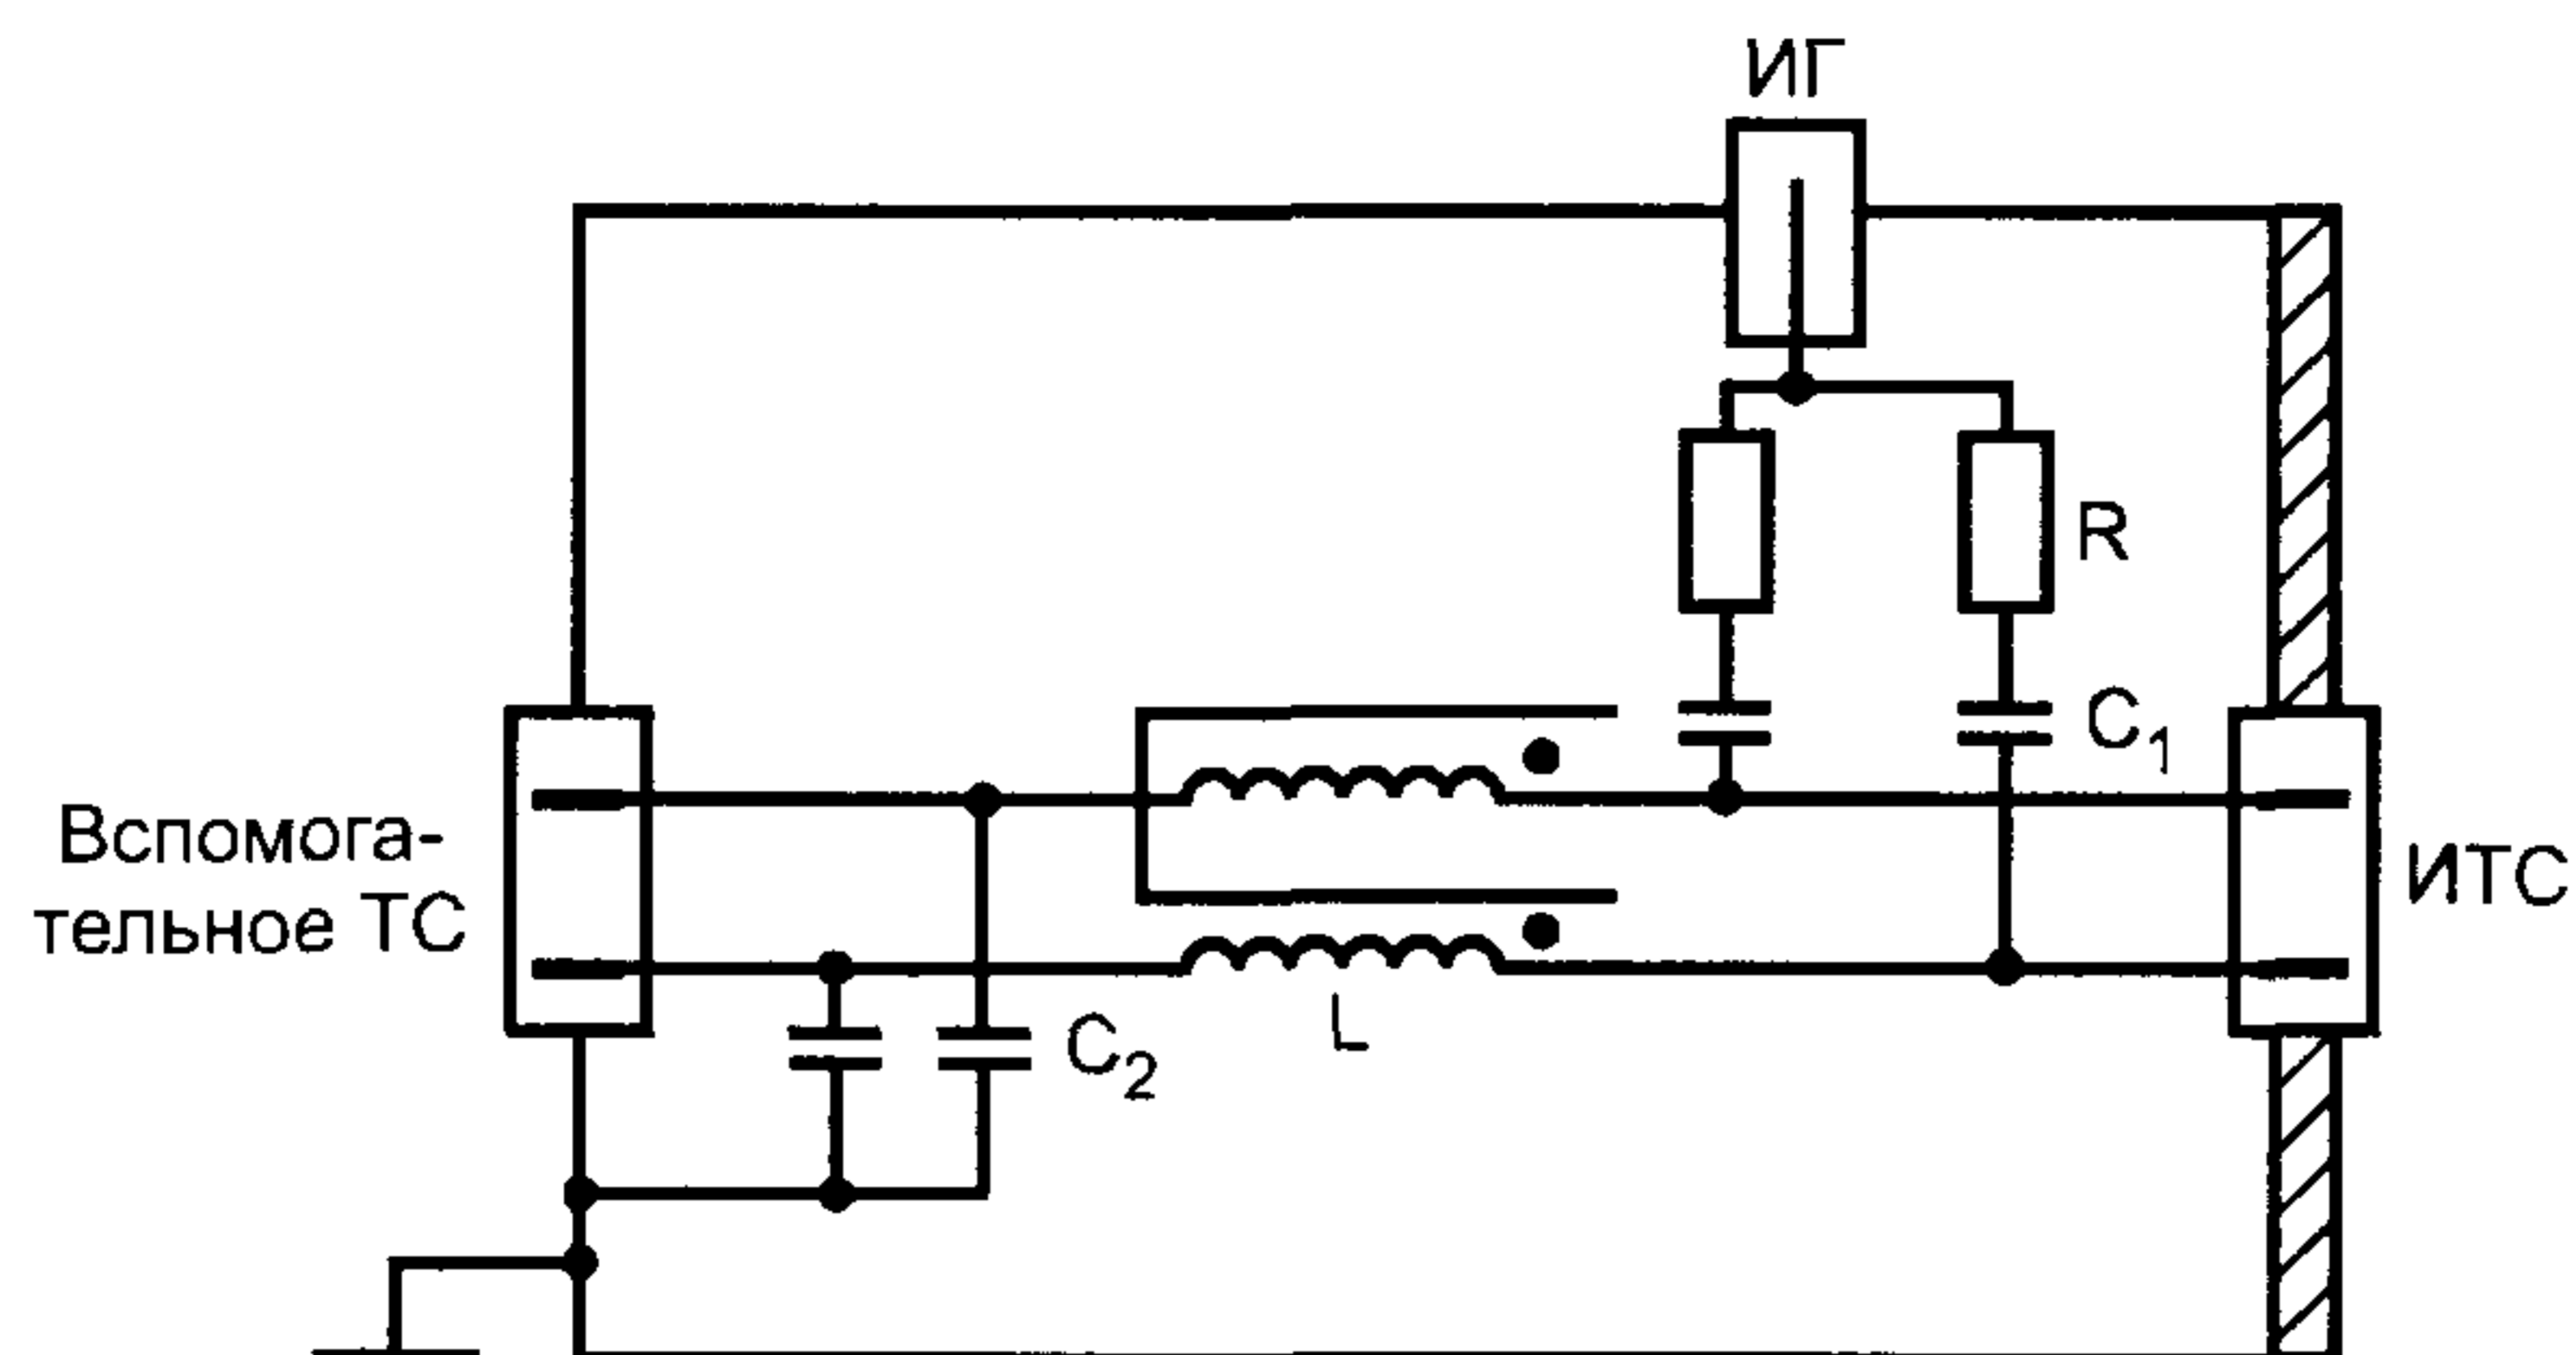 ИГ
R
C1
Вспомога-
тельное ТС
ИТС
C2
L